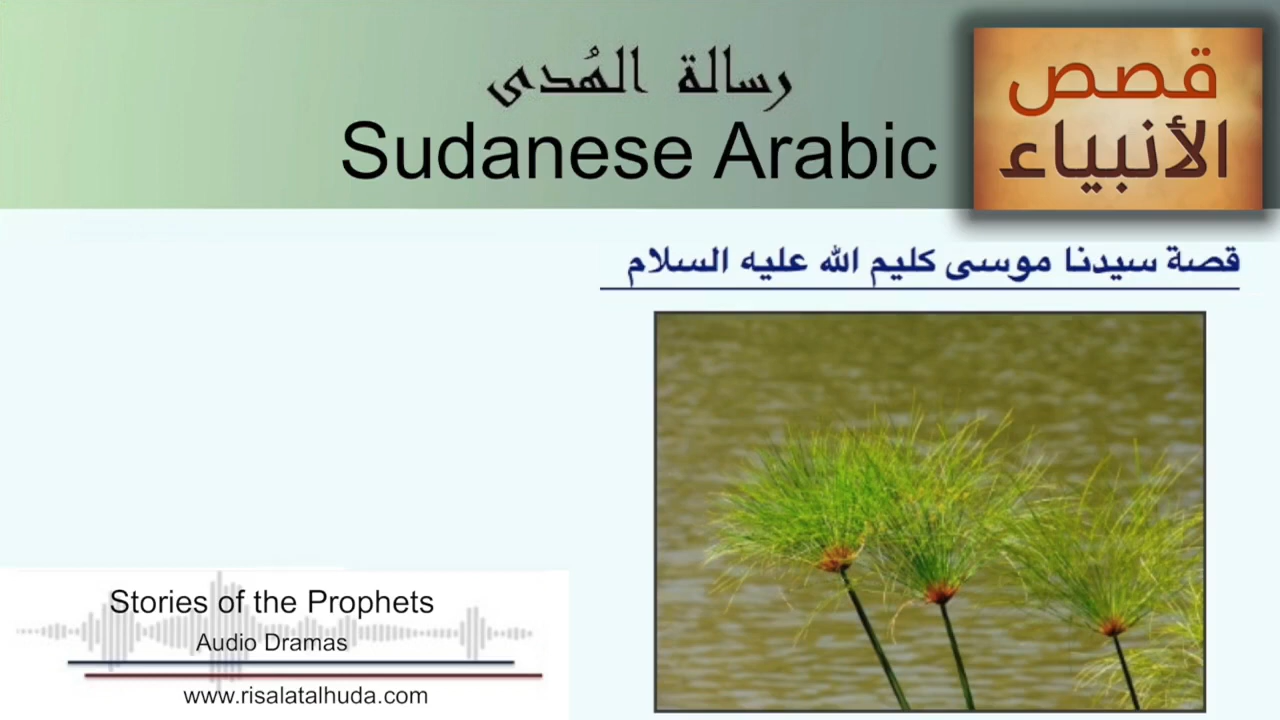 رسالة الهُدى
Sudanese Arabic
قصص
الأنبياء
قصة سيدنا موسى كليم الله عليه السلام
Stories of the Prophets
Audio Dramas
www.risalatalhuda.com